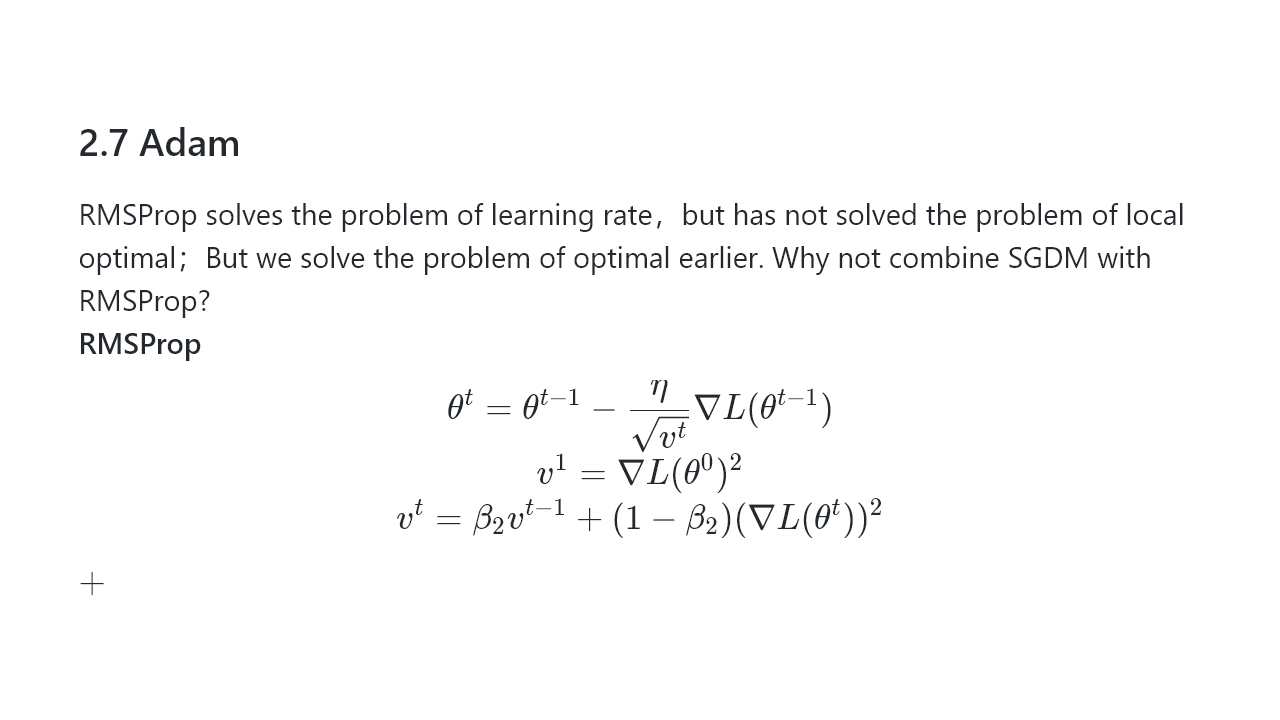 2.7 Adam
RMSProp solves the problem of learning rate，but has not solved the problem of local
optimal；But we solve the problem of optimal earlier. Why not combine SGDM with
RMSProp?
RMSProp
θ^t = θ^{t−1} − \frac{η}{\sqrt{v^t}} ∇L(θ^{t−1})
v^1 = ∇L(θ^0)^2
v^t = β_2 v^{t−1} + (1 − β_2)(∇L(θ^t))^2
+